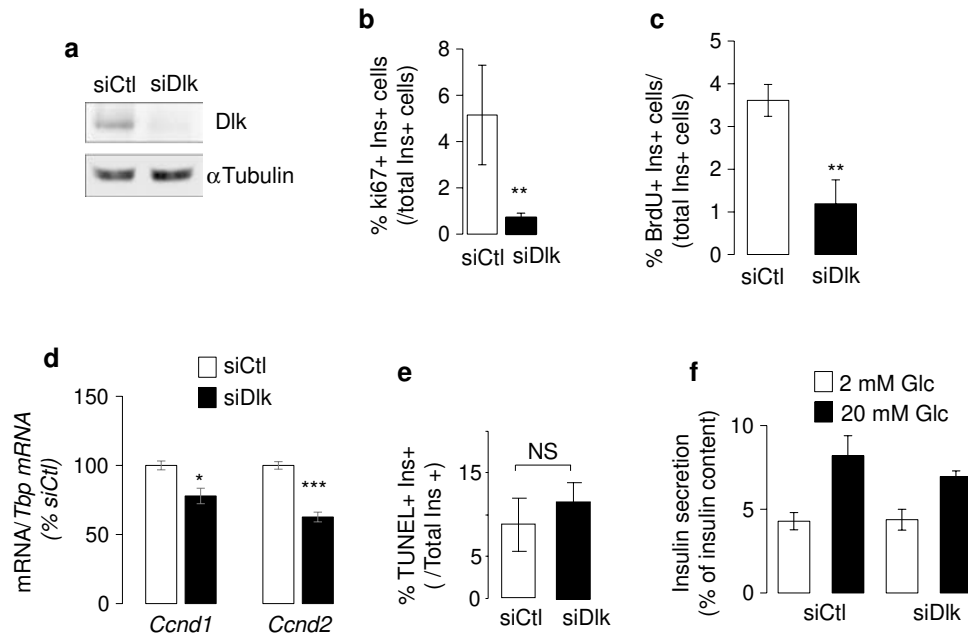 a
siCtl siDlk
Dlk
αTubulin
b
% ki67+ Ins+ cells
(/total Ins+ cells)
8
6
4
2
0
**
siCtl siDlk
c
% BrdU+ Ins+ cells/
(total Ins+ cells)
5
4
3
2
1
0
**
siCtl siDlk
d
siCtl
siDlk
mRNA/Tbp mRNA
(% siCtl)
150
100
50
0
*
***
Ccnd1 Ccnd2
e
% TUNEL+ Ins+
( /Total Ins +)
15
10
5
0
NS
siCtl siDlk
f
2 mM Glc
20 mM Glc
Insulin secretion
(% of insulin content)
10
5
0
siCtl siDlk